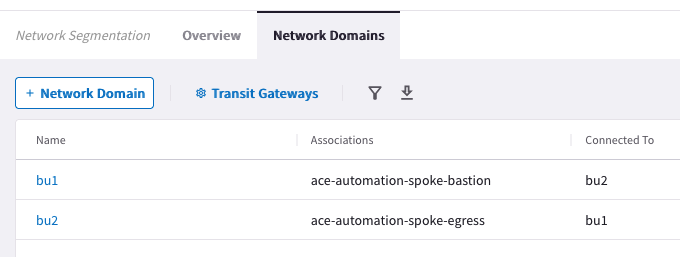 Network Segmentation Overview Network Domains
+ Network Domain Transit Gateways
Name Associations Connected To
bu1 ace-automation-spoke-bastion bu2
bu2 ace-automation-spoke-egress bu1